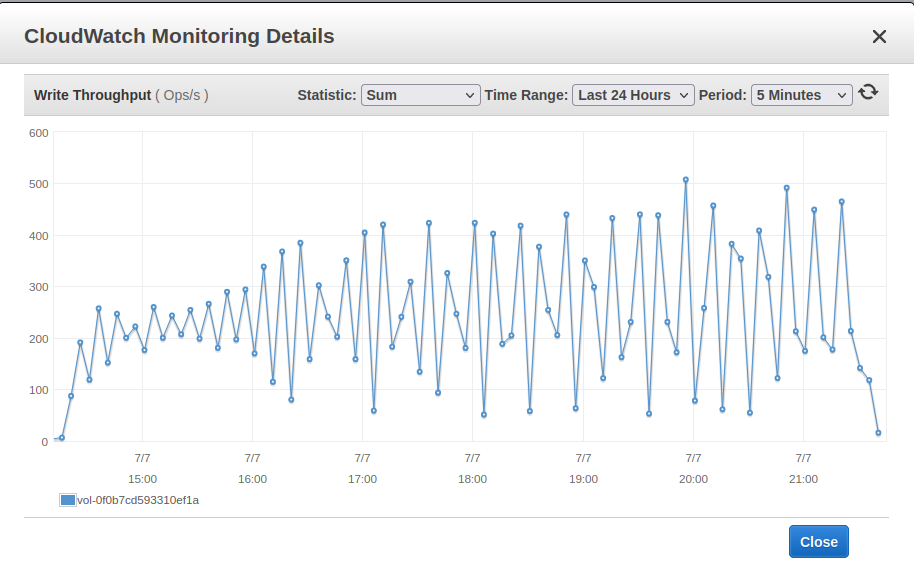 CloudWatch Monitoring Details
Write Throughput ( Ops/s ) Statistic: Sum Time Range: Last 24 Hours Period: 5 Minutes
600
500
400
300
200
100
0
7/7 7/7 7/7 7/7 7/7 7/7 7/7
15:00 16:00 17:00 18:00 19:00 20:00 21:00
vol-0f0b7cd593310ef1a
Close